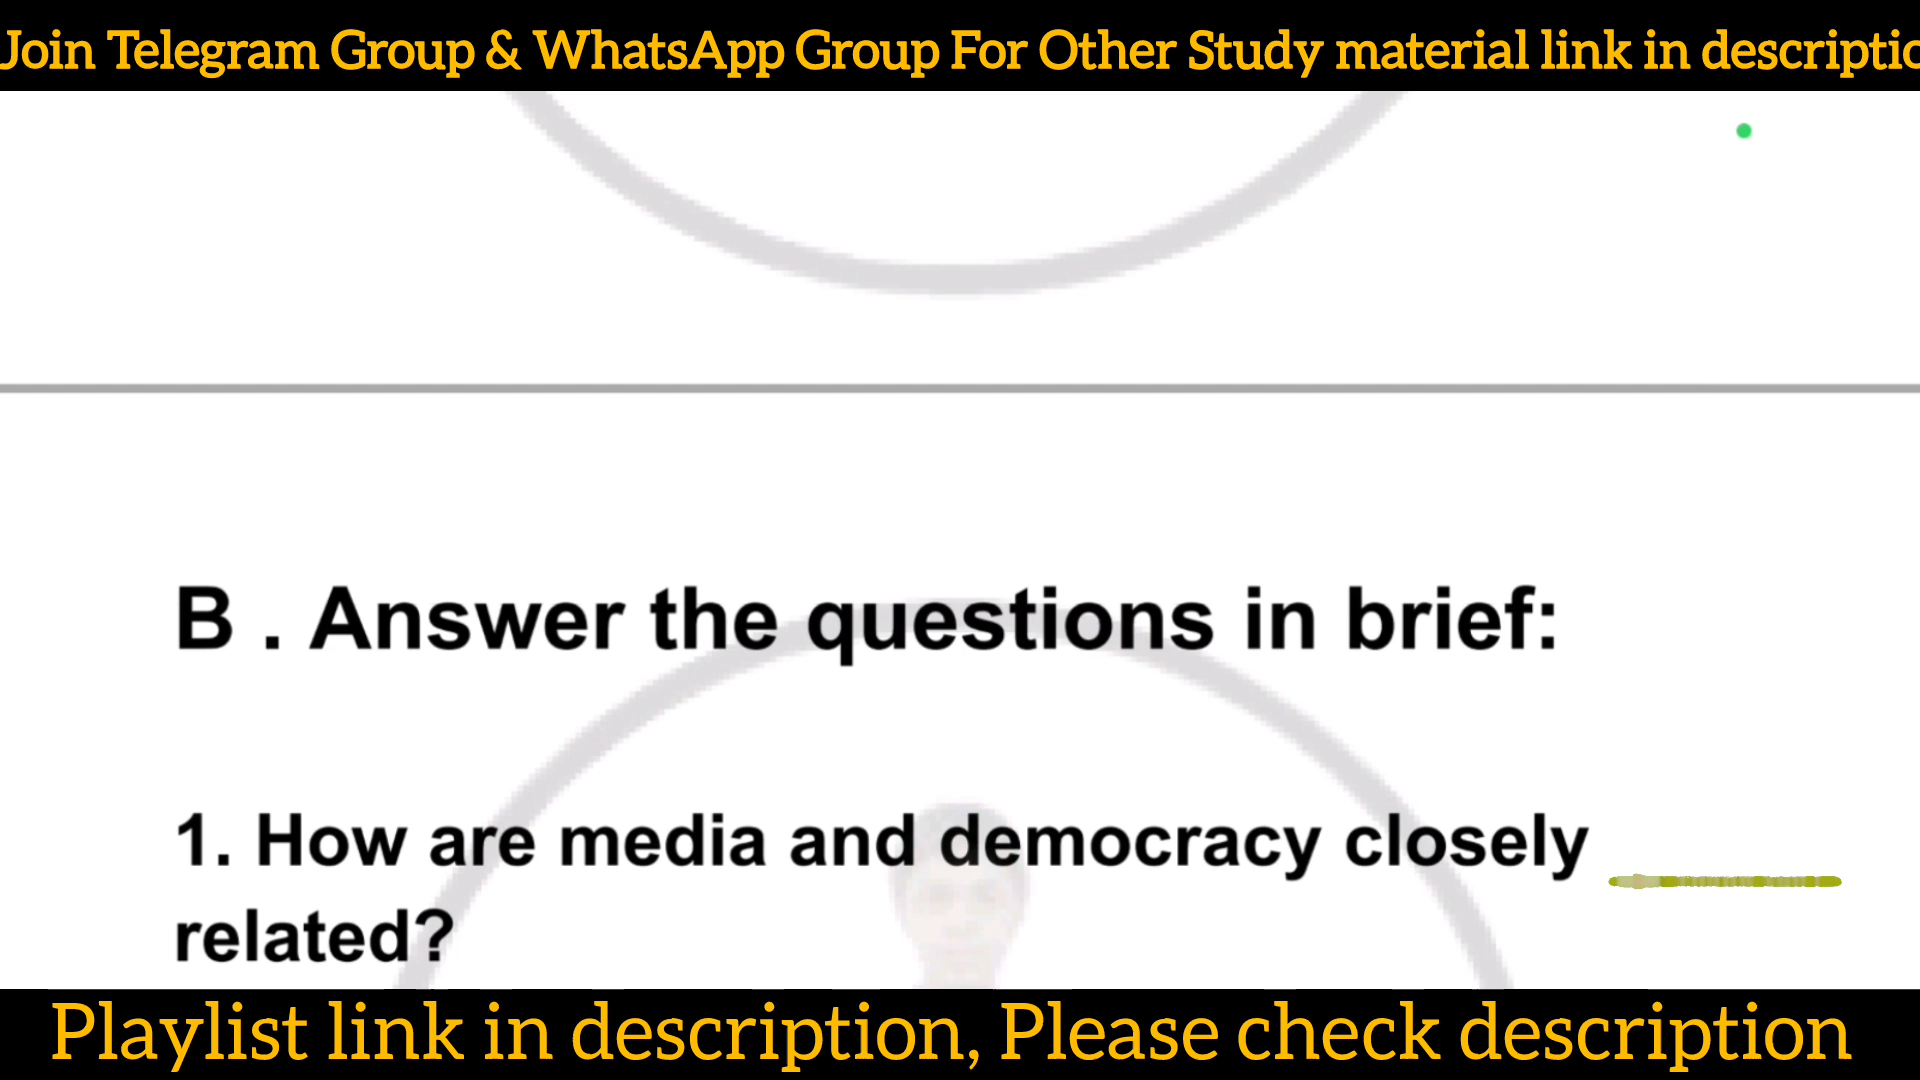 Join Telegram Group & WhatsApp Group For Other Study material link in descriptio
B . Answer the questions in brief:
1. How are media and democracy closely
related?
Playlist link in description, Please check description